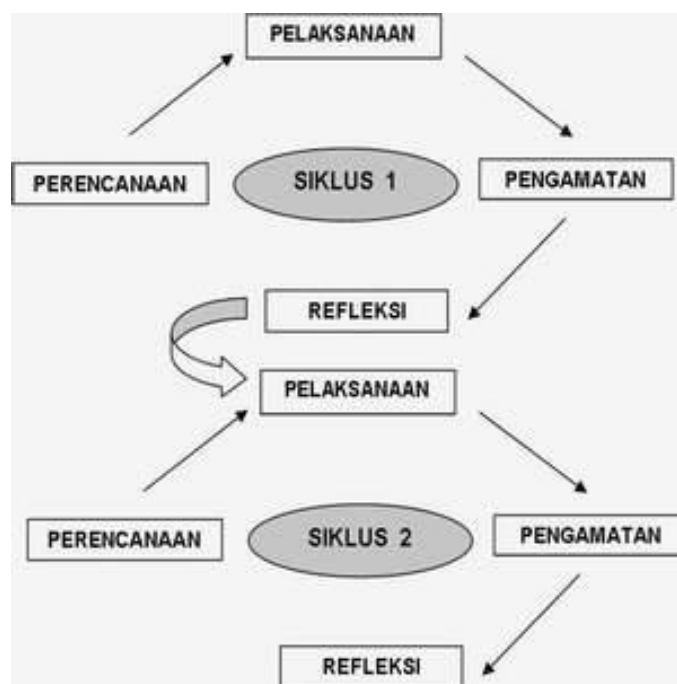 PELAKSANAAN
PERENCANAAN
SIKLUS 1
PENGAMATAN
REFLEKSI
PELAKSANAAN
PERENCANAAN
SIKLUS 2
PENGAMATAN
REFLEKSI